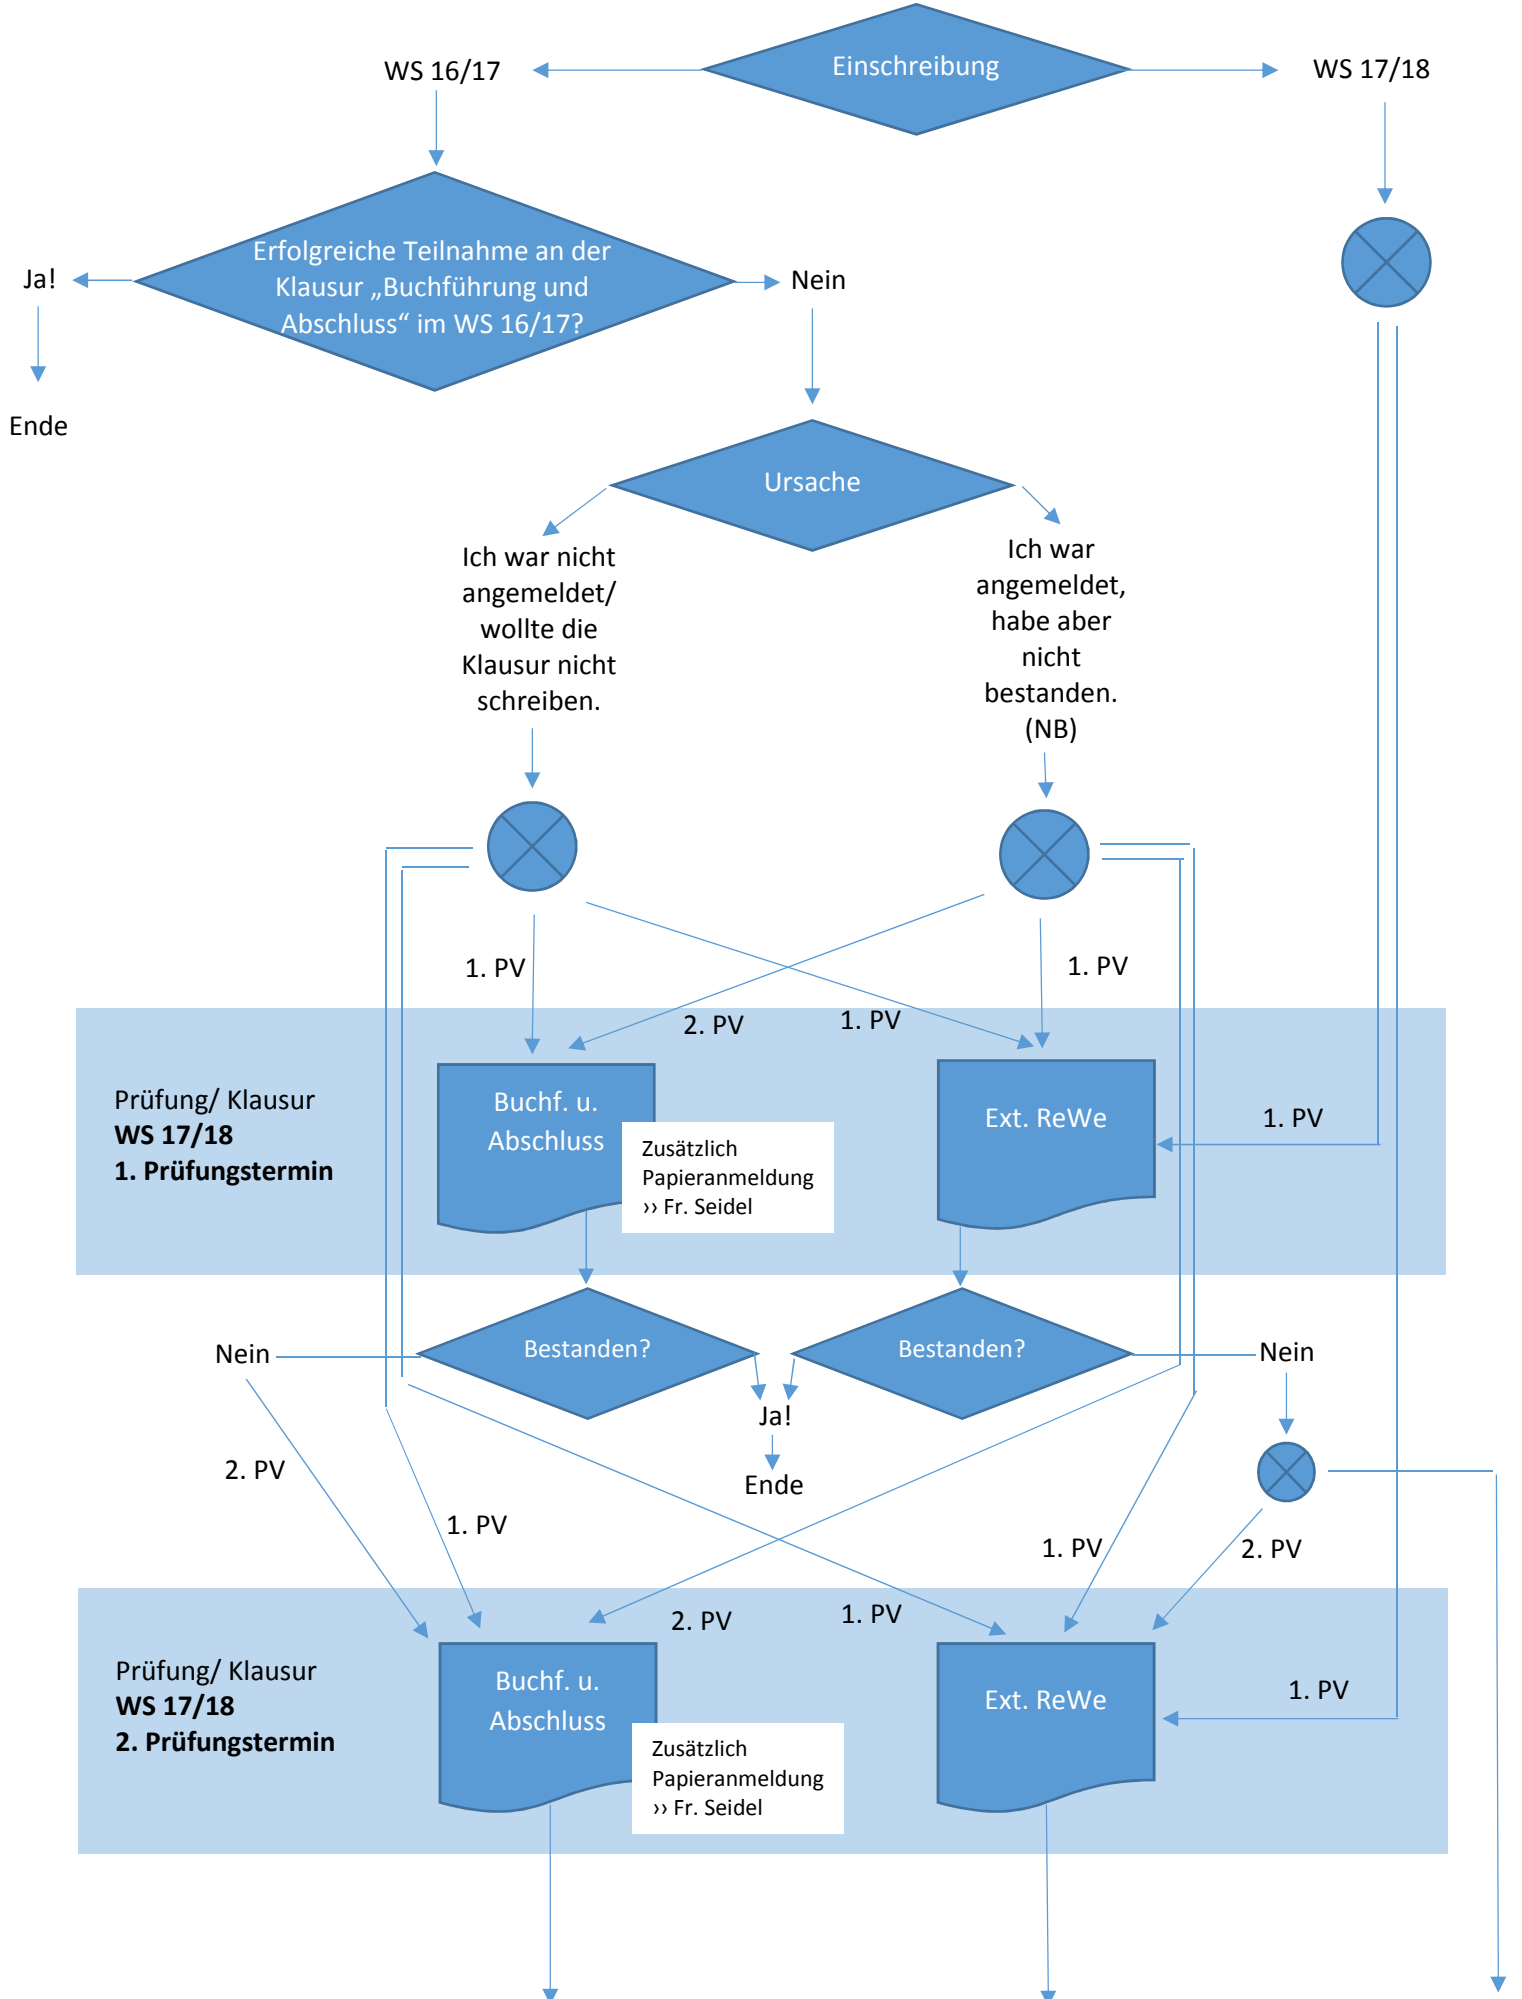 Einschreibung
WS 16/17
WS 17/18
Erfolgreiche Teilnahme an der
Klausur „Buchführung und
Abschluss“ im WS 16/17?
Ja!
Nein
Ende
Ursache
Ich war nicht
angemeldet/
wollte die
Klausur nicht
schreiben.
Ich war
angemeldet,
habe aber
nicht
bestanden.
(NB)
1. PV
1. PV
2. PV
1. PV
Prüfung/ Klausur
WS 17/18
1. Prüfungstermin
Buchf. u.
Abschluss
Zusätzlich
Papieranmeldung
›› Fr. Seidel
Ext. ReWe
1. PV
Nein
Bestanden?
Bestanden?
Nein
Ja!
Ende
2. PV
1. PV
1. PV
2. PV
2. PV
1. PV
Prüfung/ Klausur
WS 17/18
2. Prüfungstermin
Buchf. u.
Abschluss
Zusätzlich
Papieranmeldung
›› Fr. Seidel
Ext. ReWe
1. PV